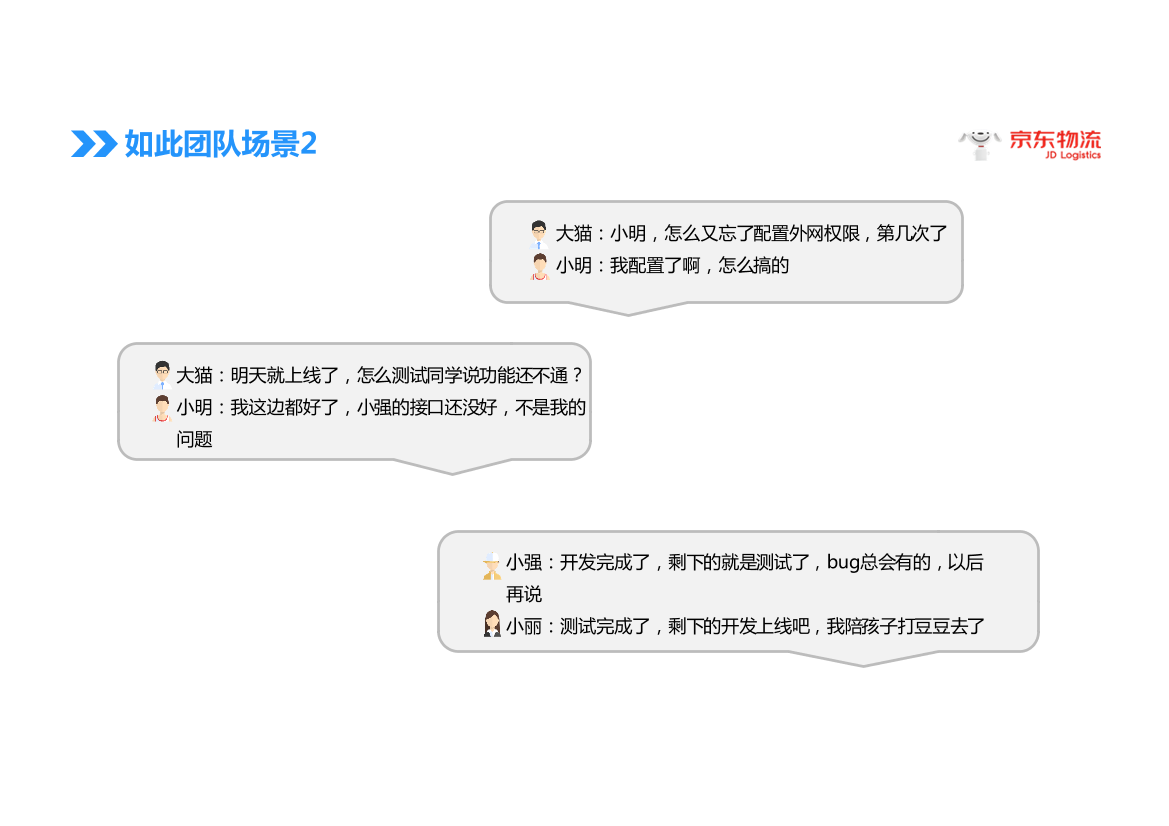 如此团队场景2
京东物流
JD Logistics
大猫：小明，怎么又忘了配置外网权限，第几次了
小明：我配置了啊，怎么搞的
大猫：明天就上线了，怎么测试同学说功能还不通？
小明：我这边都好了，小强的接口还没好，不是我的
问题
小强：开发完成了，剩下的就是测试了，bug总会有的，以后
再说
小丽：测试完成了，剩下的开发上线吧，我陪孩子打豆豆去了